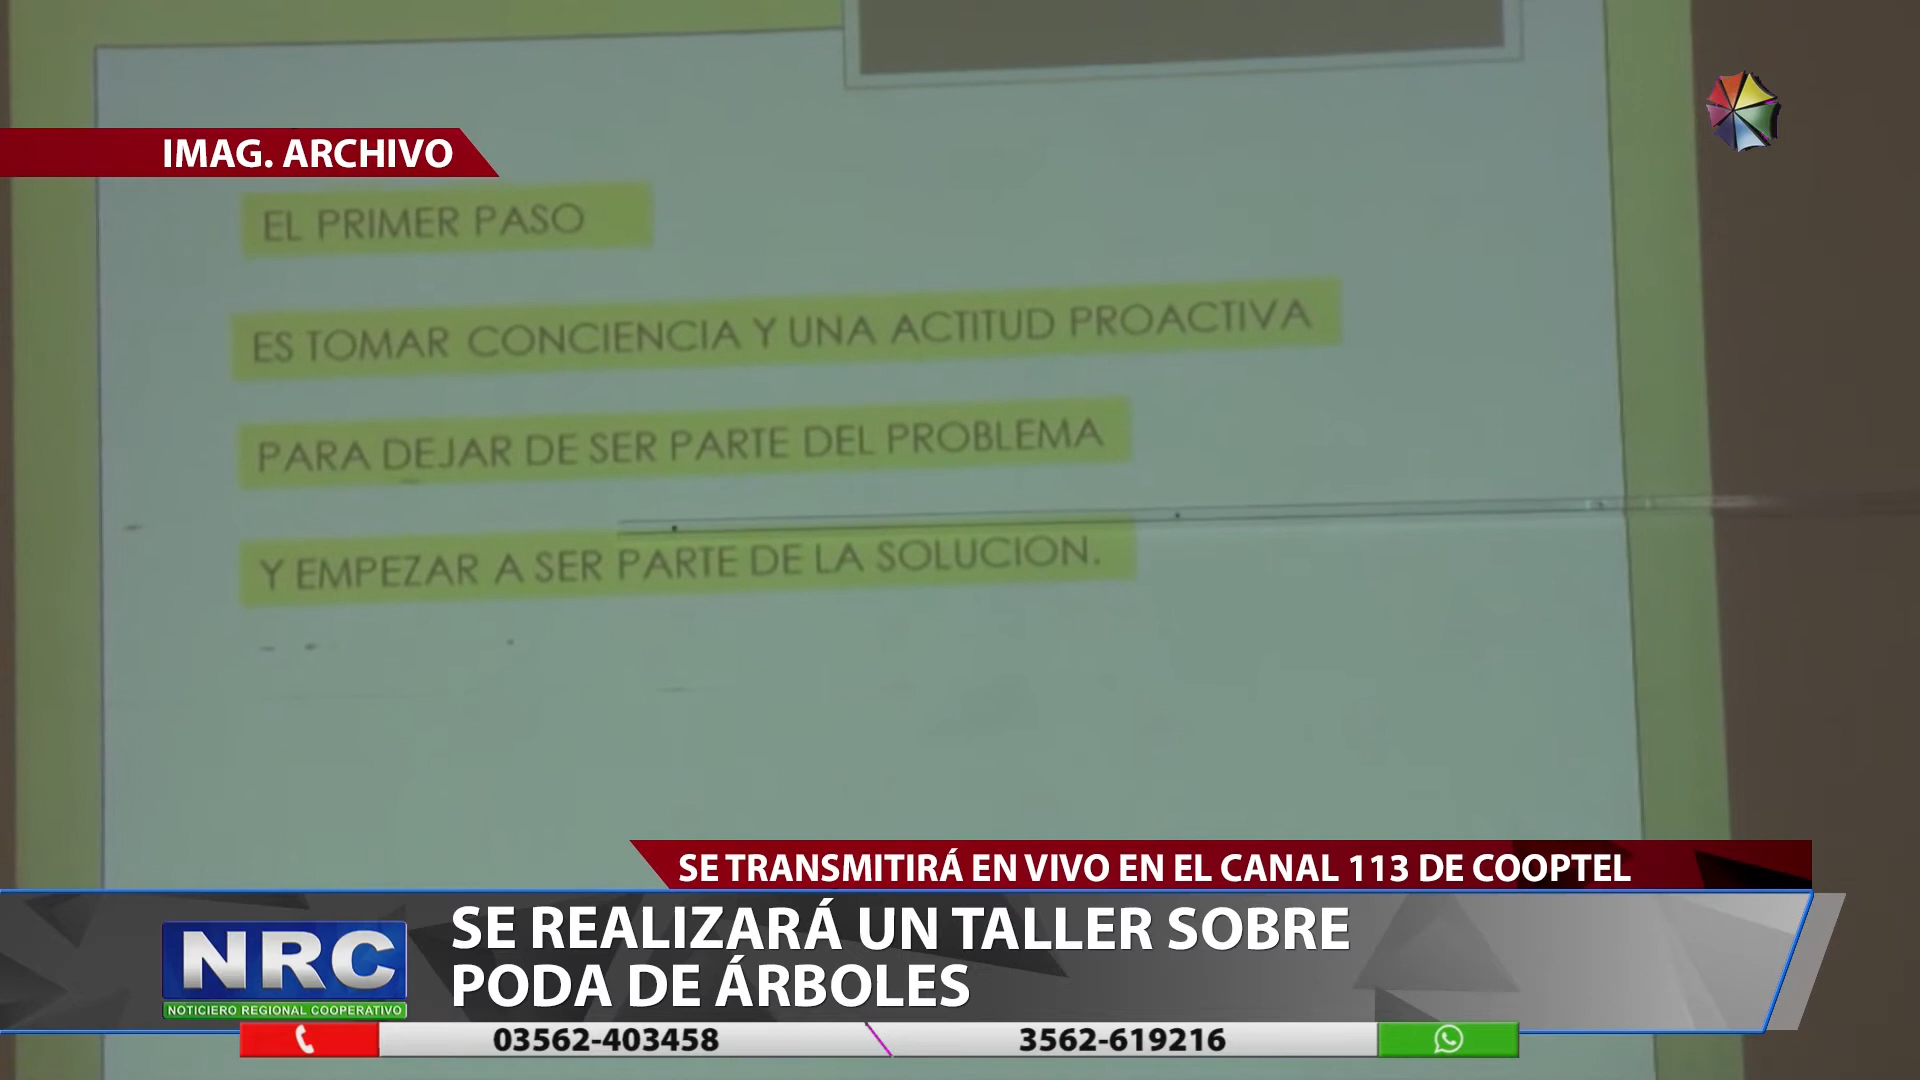 IMAG. ARCHIVO
EL PRIMER PASO
ES TOMAR CONCIENCIA Y UNA ACTITUD PROACTIVA
PARA DEJAR DE SER PARTE DEL PROBLEMA
Y EMPEZAR A SER PARTE DE LA SOLUCION.
SE TRANSMITIRÁ EN VIVO EN EL CANAL 113 DE COOPTEL
SE REALIZARÁ UN TALLER SOBRE
PODA DE ÁRBOLES
NRC
NOTICIERO REGIONAL COOPERATIVO
03562-403458
3562-619216